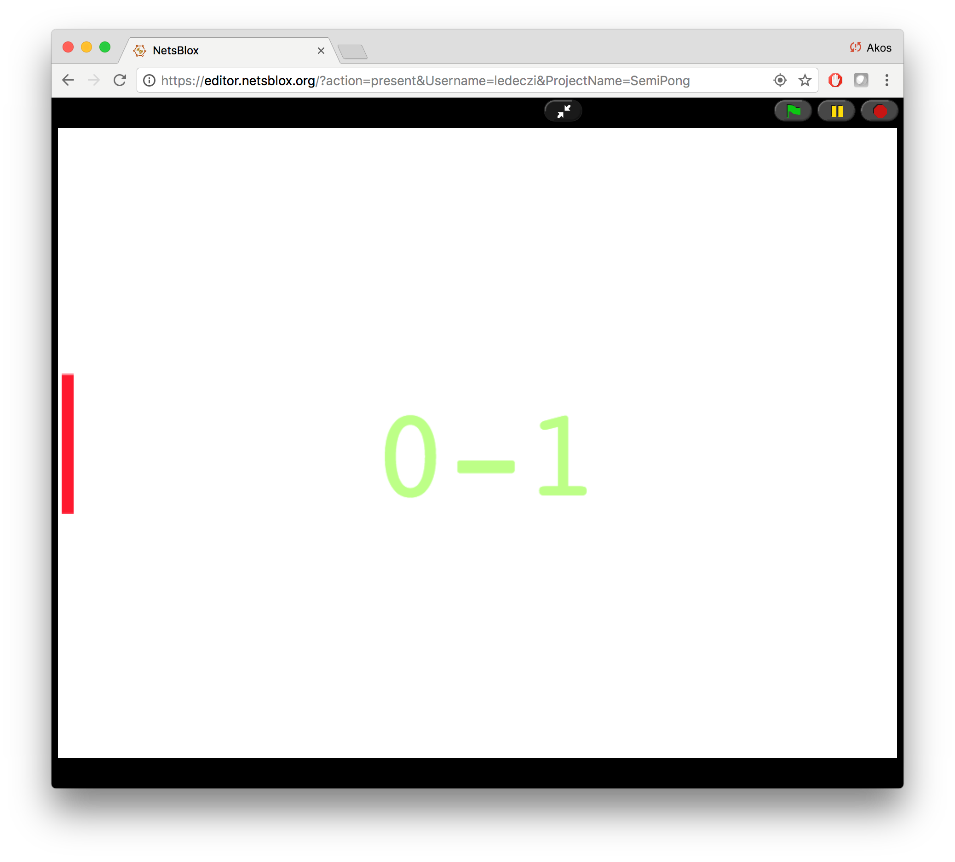 NetsBlox
Akos
https://editor.netsblox.org/?action=present&Username=ledeczi&ProjectName=SemiPong
0-1